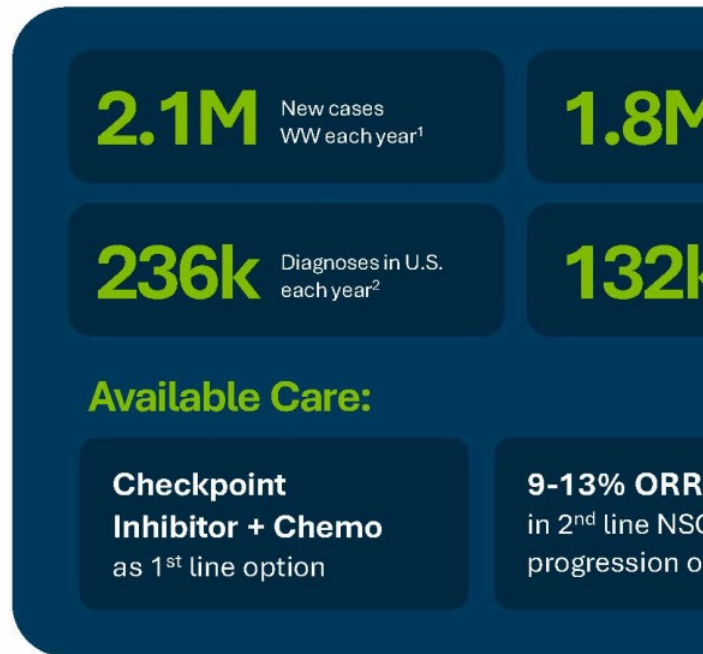 2.1M
New cases
WW each year¹
1.8M
236k
Diagnoses in U.S.
each year²
132k
Available Care:
Checkpoint
Inhibitor + Chemo
as 1st line option
9-13% ORR
in 2nd line
progression